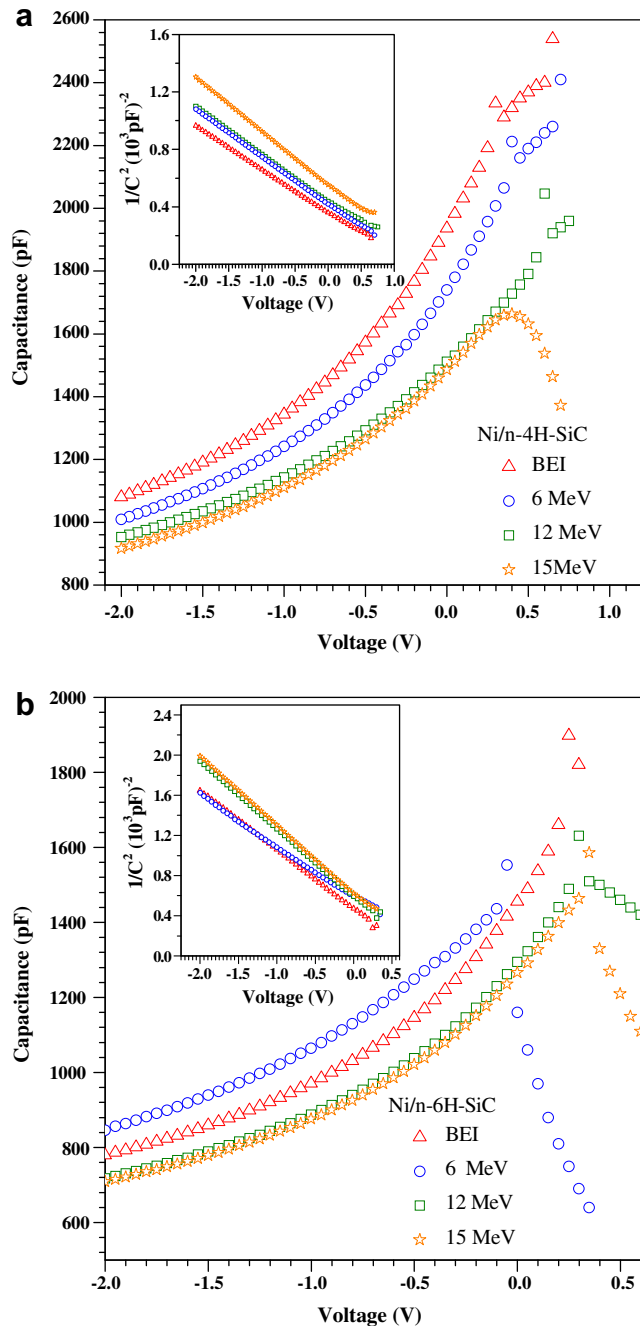 a
2600
2400
2200
2000
1800
1600
1400
1200
1000
800
Capacitance (pF)
-2.0 -1.5 -1.0 -0.5 0.0 0.5 1.0
Voltage (V)
1.6
1.2
0.8
0.4
0.0
1/C² (10³pF)⁻²
-2.0 -1.5 -1.0 -0.5 0.0 0.5 1.0
Voltage (V)
Ni/n-4H-SiC
BEI
6 MeV
12 MeV
15MeV
b
2000
1800
1600
1400
1200
1000
800
600
Capacitance (pF)
-2.0 -1.5 -1.0 -0.5 0.0 0.5
Voltage (V)
2.4
2.0
1.6
1.2
0.8
0.4
0.0
1/C² (10³pF)⁻²
-2.0 -1.5 -1.0 -0.5 0.0 0.5
Voltage (V)
Ni/n-6H-SiC
BEI
6 MeV
12 MeV
15 MeV